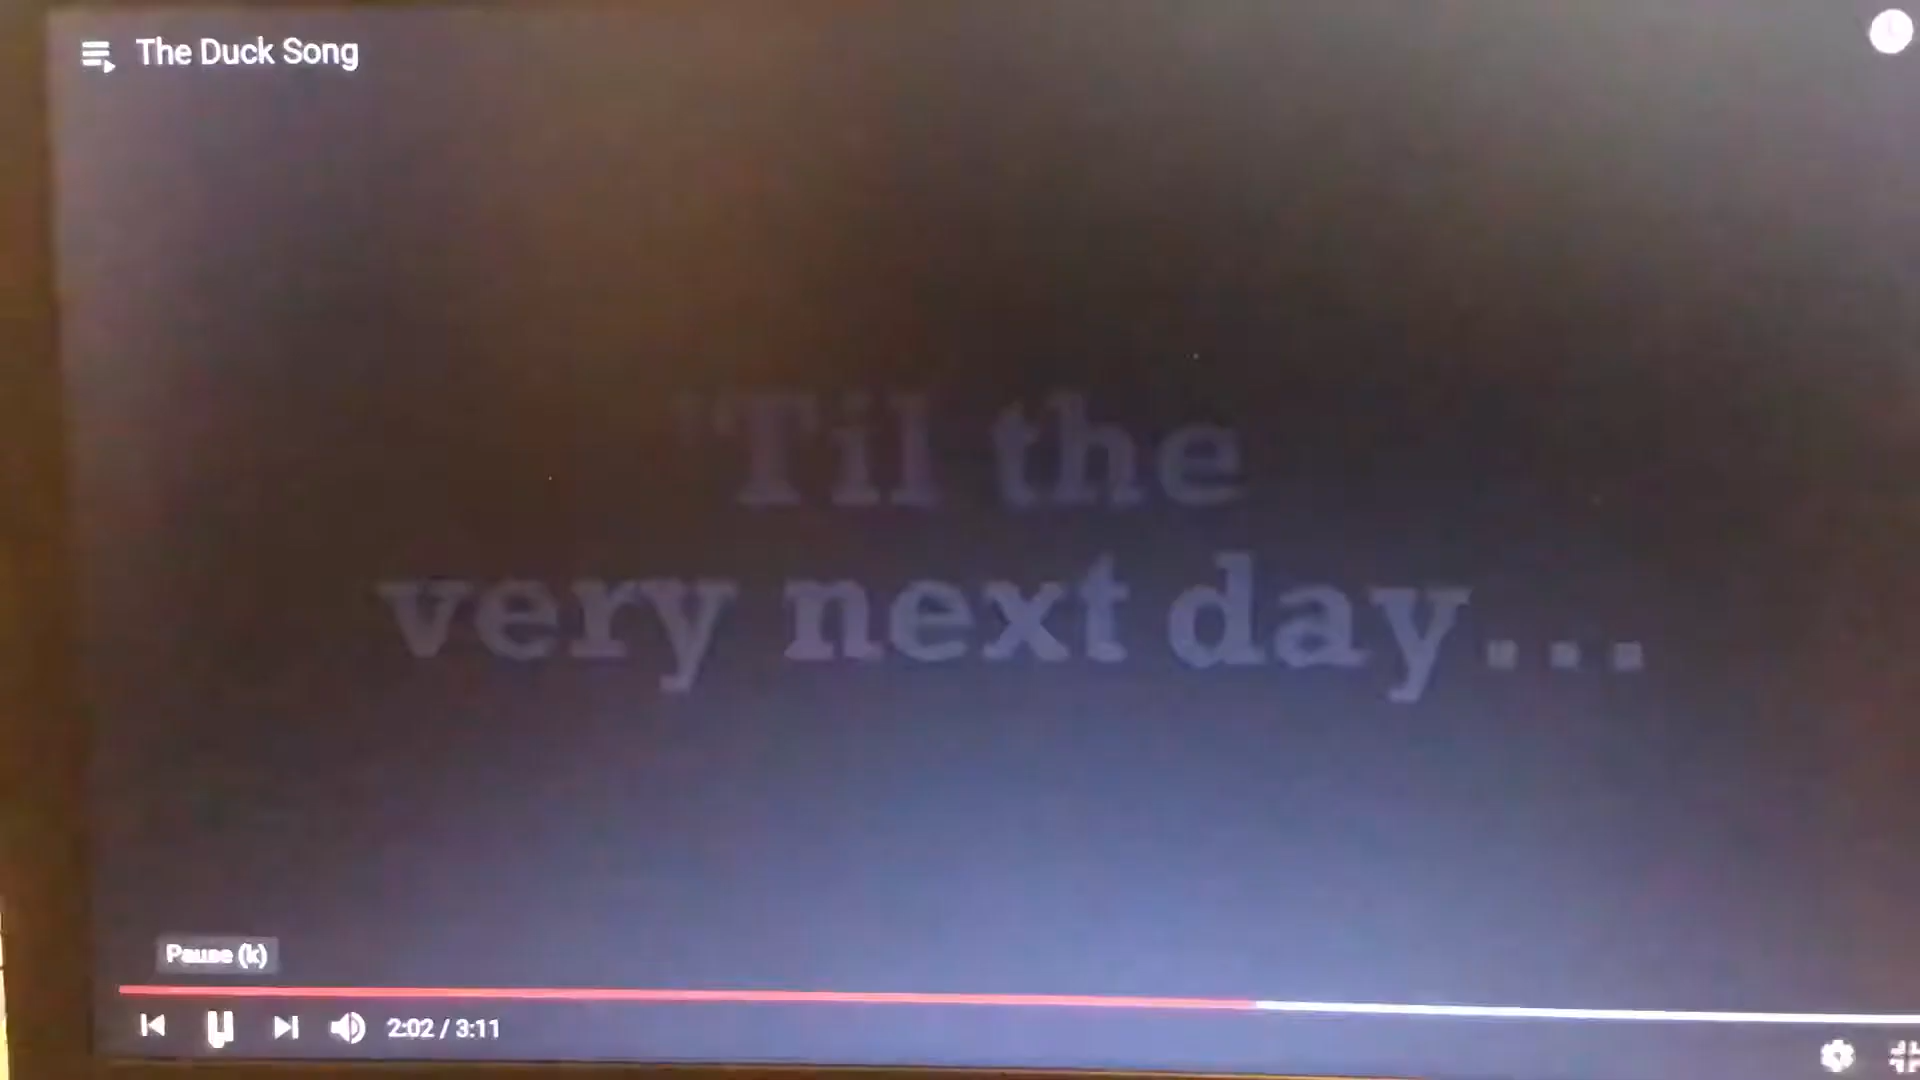 The Duck Song
'Til the
very next day...
Pause (k)
2:02 / 3:11